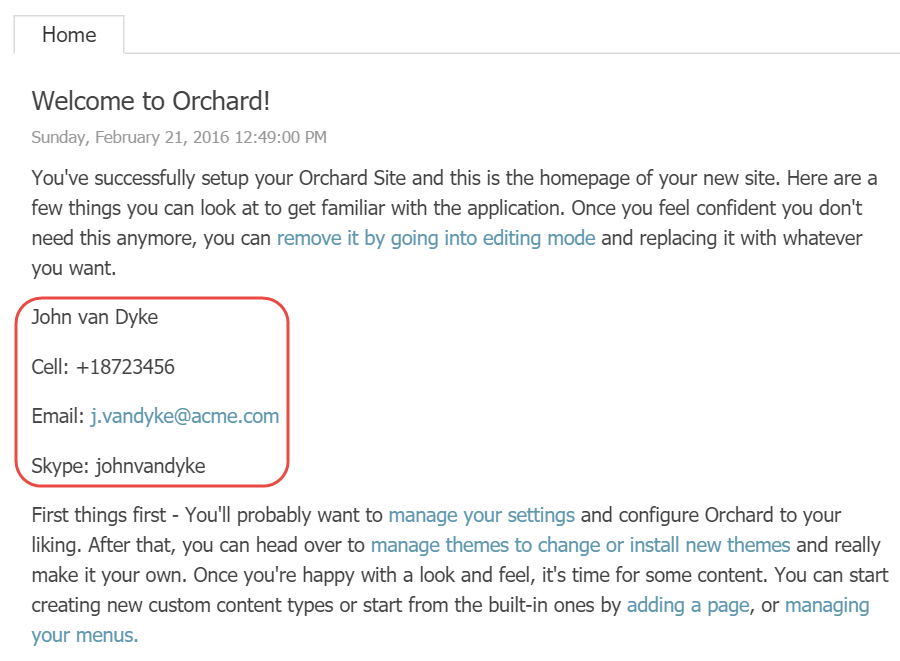 Home
Welcome to Orchard!
Sunday, February 21, 2016 12:49:00 PM
You've successfully setup your Orchard Site and this is the homepage of your new site. Here are a
few things you can look at to get familiar with the application. Once you feel confident you don't
need this anymore, you can remove it by going into editing mode and replacing it with whatever
you want.
John van Dyke
Cell: +18723456
Email: j.vandyke@acme.com
Skype: johnvandyke
First things first - You'll probably want to manage your settings and configure Orchard to your
liking. After that, you can head over to manage themes to change or install new themes and really
make it your own. Once you're happy with a look and feel, it's time for some content. You can start
creating new custom content types or start from the built-in ones by adding a page, or managing
your menus.